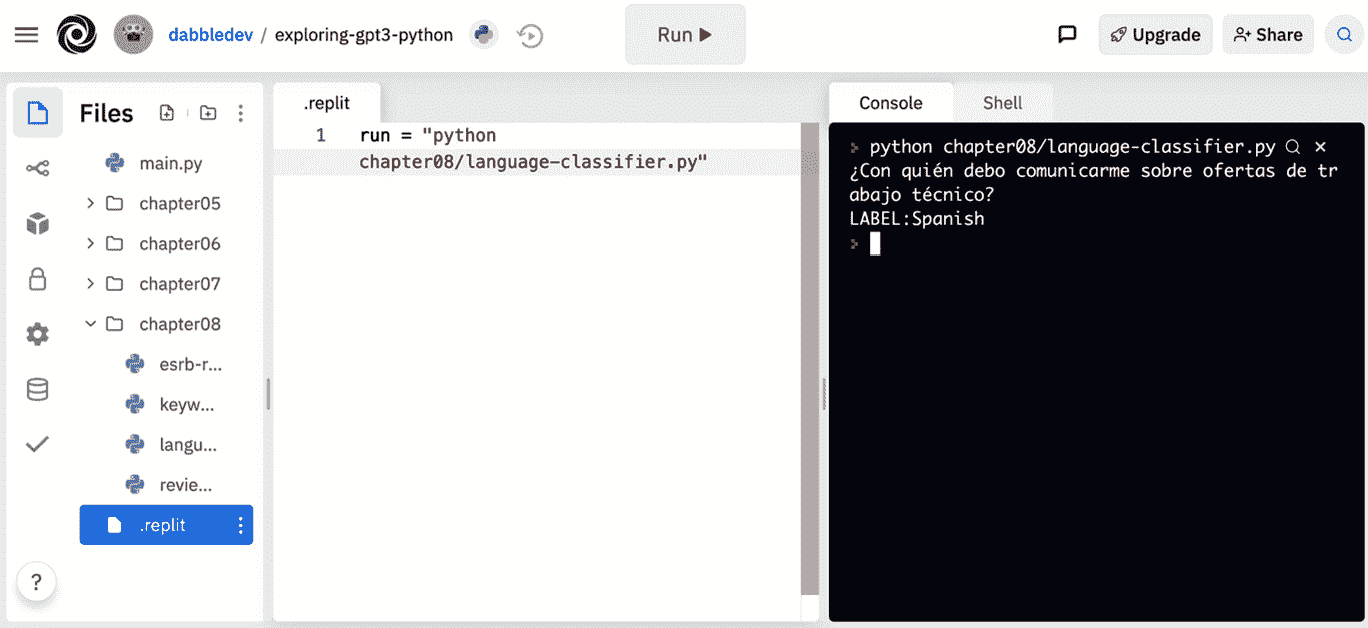 dabbledev / exploring-gpt3-python
Run
Upgrade
Share
Files
main.py
chapter05
chapter06
chapter07
chapter08
esrb-r...
keyw...
langu...
revie...
.replit
?
.replit
1 run = "python
chapter08/language-classifier.py"
Console
Shell
python chapter08/language-classifier.py
¿Con quién debo comunicarme sobre ofertas de tr
abajo técnico?
LABEL:Spanish